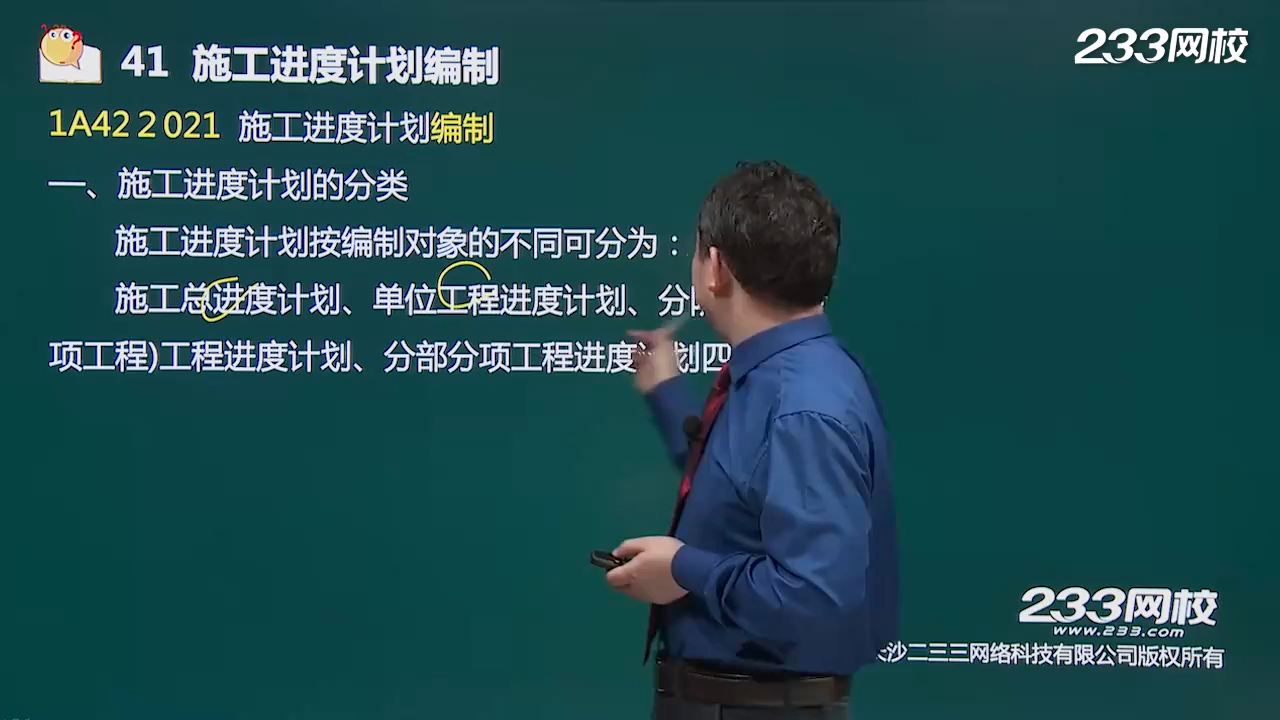 233网校
41 施工进度计划编制
1A42 2 021 施工进度计划编制
一、施工进度计划的分类
施工进度计划按编制对象的不同可分为：
施工总进度计划、单位工程进度计划、分
项工程)工程进度计划、分部分项工程进度计划四
233网校
www.233.com
长沙二三三网络科技有限公司版权所有